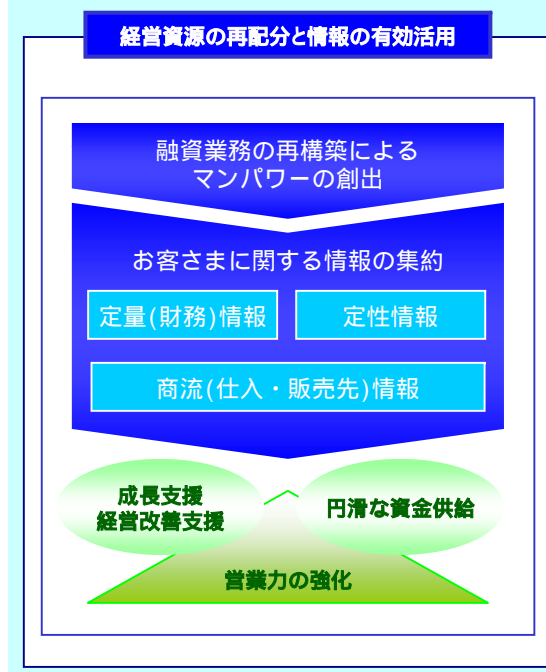 経営資源の再配分と情報の有効活用
融資業務の再構築による
マンパワーの創出
お客さまに関する情報の集約
定量(財務)情報
定性情報
商流(仕入・販売先)情報
成長支援
経営改善支援
円滑な資金供給
営業力の強化